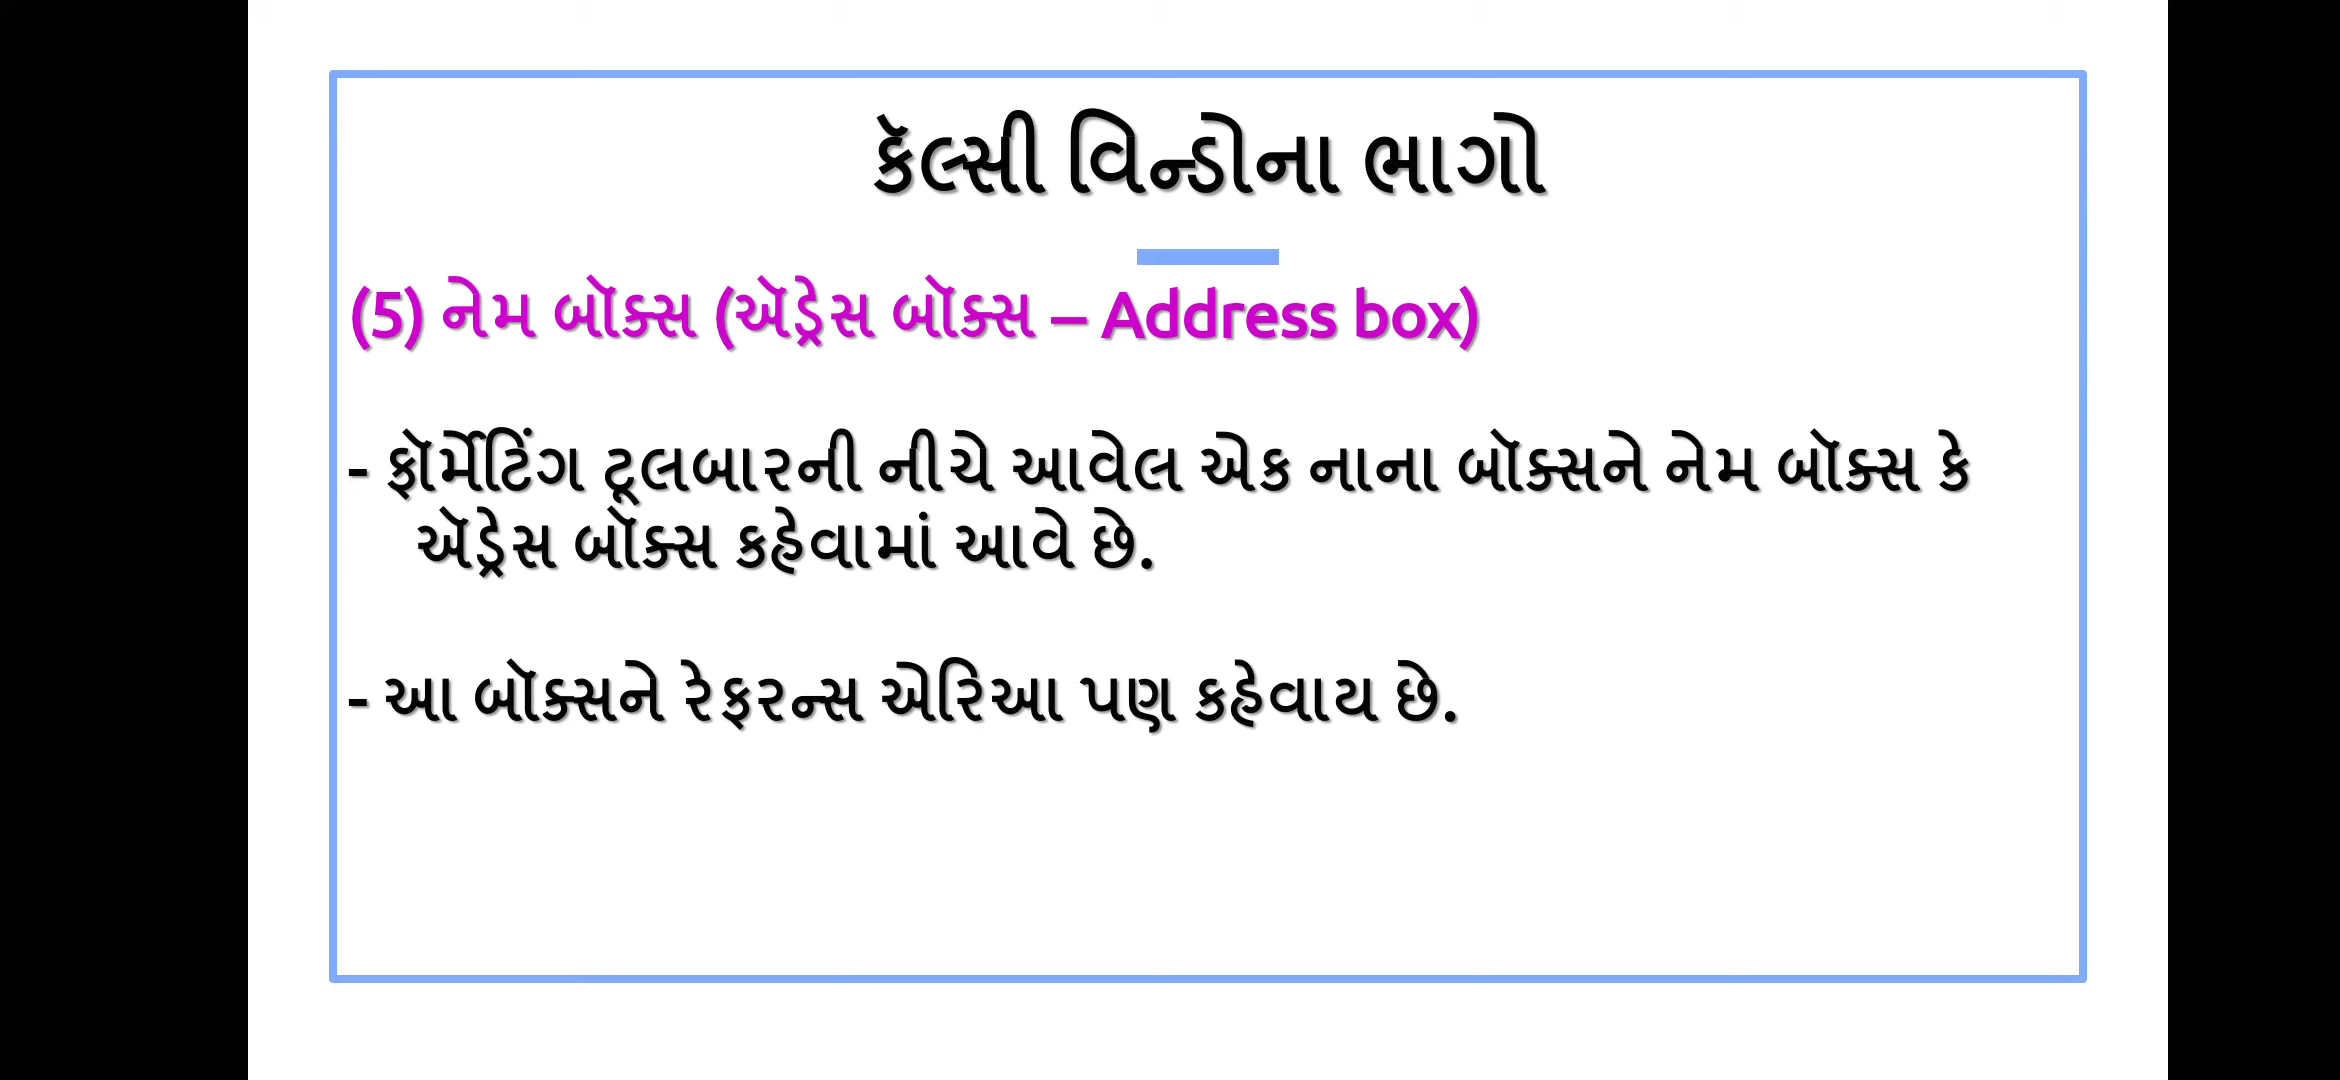 કૅલ્સી વિન્ડોના ભાગો
(5) નેમ બૉક્સ (ઍડ્રેસ બૉક્સ – Address box)
- ફૉર્મેટિંગ ટૂલબારની નીચે આવેલ એક નાના બૉક્સને નેમ બૉક્સ કે
ઍડ્રેસ બૉક્સ કહેવામાં આવે છે.
- આ બૉક્સને રેફરન્સ એરિઆ પણ કહેવાય છે.